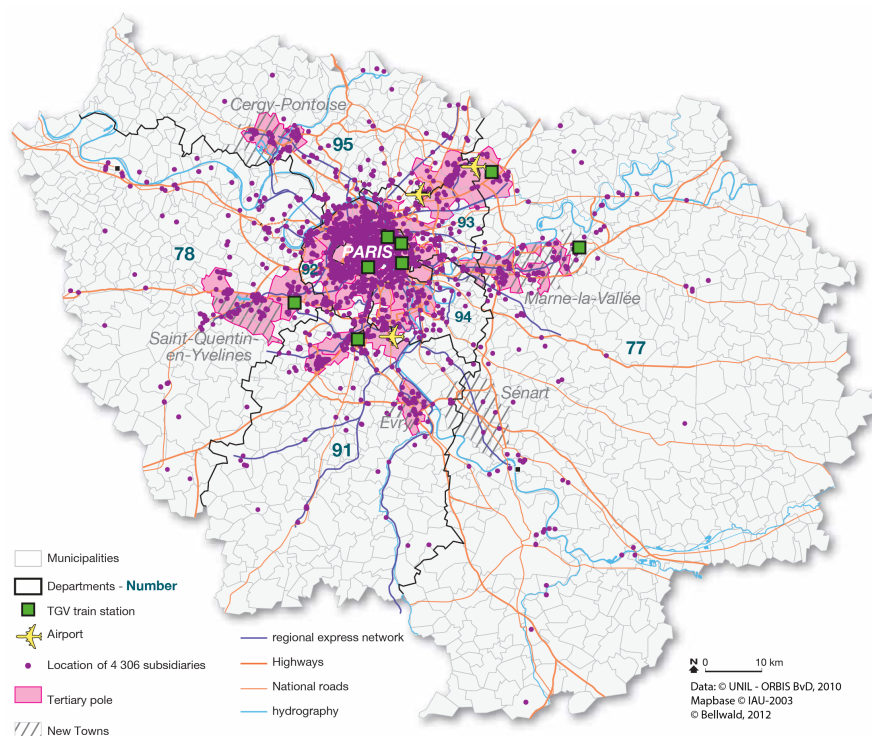 Cergy-Pontoise
95
93
78
PARIS
92
Marne-la-Vallée
94
Saint-Quentin-
en-Yvelines
77
Sénart
Evry
91
Municipalities
Departments - Number
TGV train station
Airport
Location of 4 306 subsidiaries
Tertiary pole
New Towns
regional express network
Highways
National roads
hydrography
N 0 10 km
Data: © UNIL - ORBIS BvD, 2010
Mapbase © IAU-2003
© Bellwald, 2012